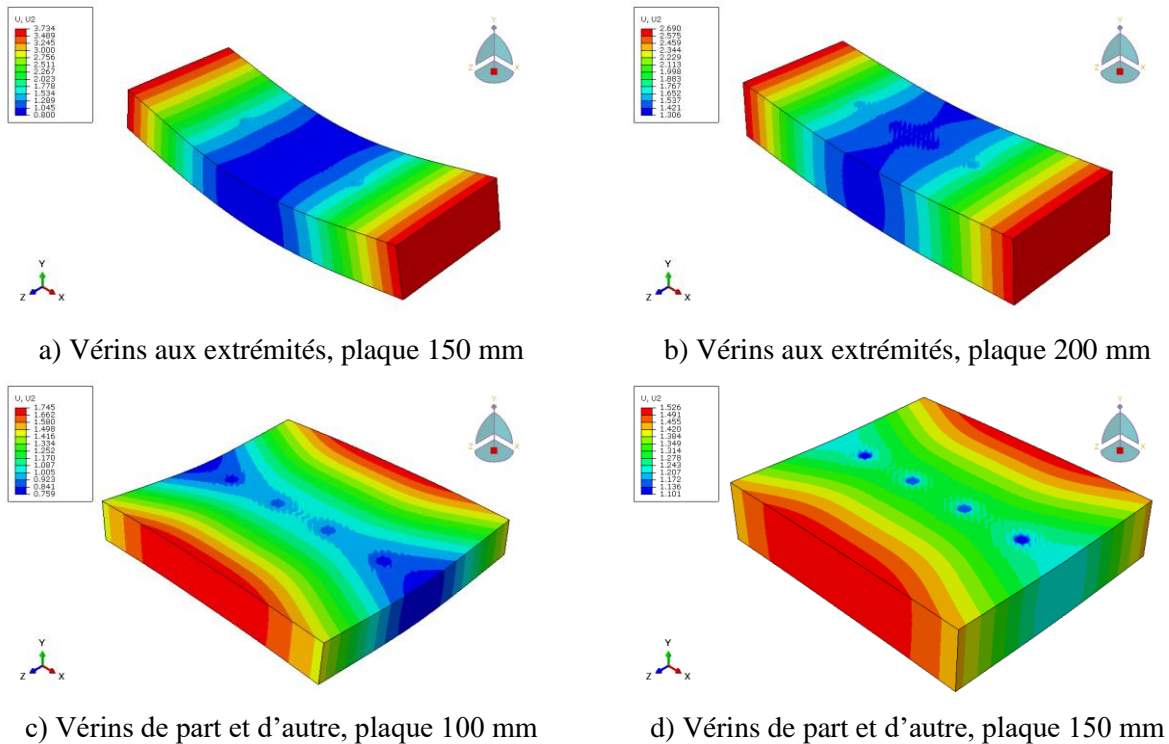 U, U2
3.734
3.489
3.245
3.000
2.756
2.511
2.267
2.023
1.778
1.534
1.289
1.045
0.800
Y
Z
X
Y
Z X
U, U2
2.690
2.575
2.459
2.344
2.229
2.113
1.998
1.883
1.767
1.652
1.537
1.421
1.306
Y
Z
X
Y
Z X
a) Vérins aux extrémités, plaque 150 mm
b) Vérins aux extrémités, plaque 200 mm
U, U2
1.745
1.662
1.580
1.498
1.416
1.334
1.252
1.170
1.087
1.005
0.923
0.841
0.759
Y
Z
X
Y
Z X
U, U2
1.526
1.491
1.455
1.420
1.384
1.349
1.314
1.278
1.243
1.207
1.172
1.136
1.101
Y
Z
X
Y
Z X
c) Vérins de part et d’autre, plaque 100 mm
d) Vérins de part et d’autre, plaque 150 mm